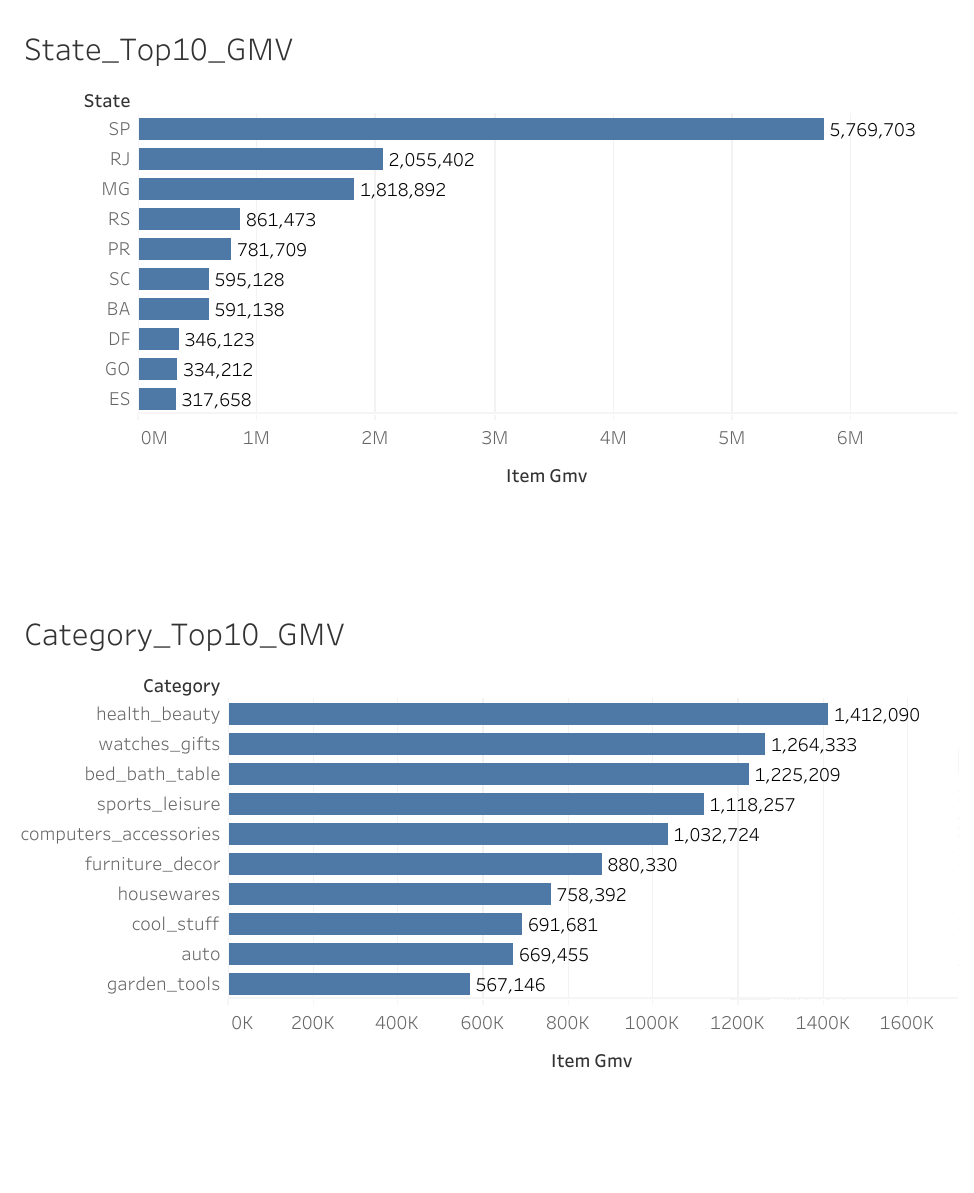 State_Top10_GMV
State
SP 5,769,703
RJ 2,055,402
MG 1,818,892
RS 861,473
PR 781,709
SC 595,128
BA 591,138
DF 346,123
GO 334,212
ES 317,658
0M 1M 2M 3M 4M 5M 6M
Item Gmv
Category_Top10_GMV
Category
health_beauty 1,412,090
watches_gifts 1,264,333
bed_bath_table 1,225,209
sports_leisure 1,118,257
computers_accessories 1,032,724
furniture_decor 880,330
housewares 758,392
cool_stuff 691,681
auto 669,455
garden_tools 567,146
0K 200K 400K 600K 800K 1000K 1200K 1400K 1600K
Item Gmv